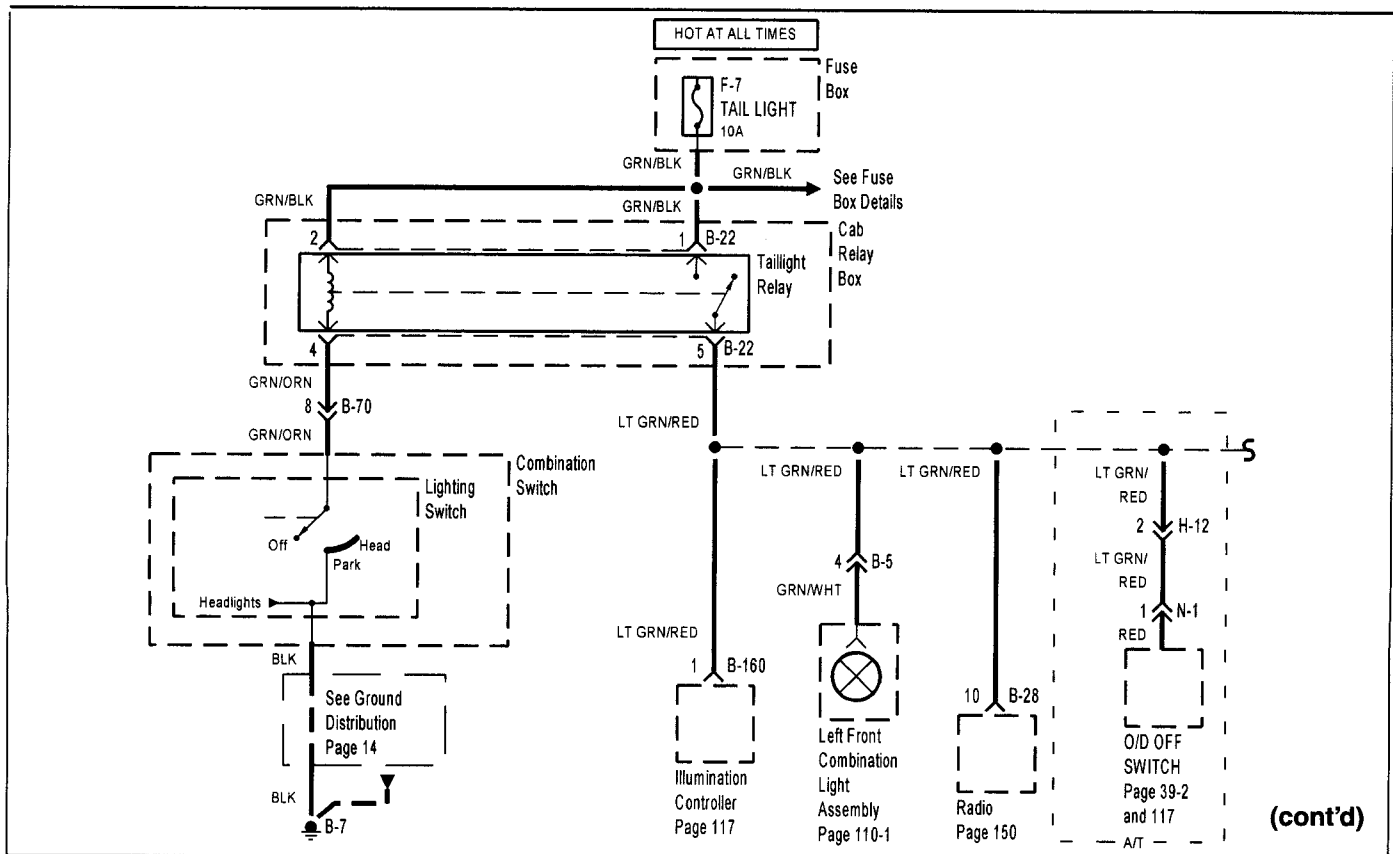 HOT AT ALL TIMES
Fuse
Box
F-7
TAIL LIGHT
10A
GRN/BLK
GRN/BLK
See Fuse
Box Details
GRN/BLK
GRN/BLK
2
1
B-22
Cab
Relay
Box
Taillight
Relay
4
5
B-22
GRN/ORN
8
B-70
GRN/ORN
LT GRN/RED
S
Combination
Switch
Lighting
Switch
Off
Head
Park
Headlights
LT GRN/RED
LT GRN/RED
LT GRN/
RED
2
H-12
4
B-5
LT GRN/
RED
GRN/WHT
1
N-1
RED
LT GRN/RED
1
B-160
10
B-28
BLK
See Ground
Distribution
Page 14
BLK
B-7
Illumination
Controller
Page 117
Left Front
Combination
Light
Assembly
Page 110-1
Radio
Page 150
O/D OFF
SWITCH
Page 39-2
and 117
A/T
(cont'd)